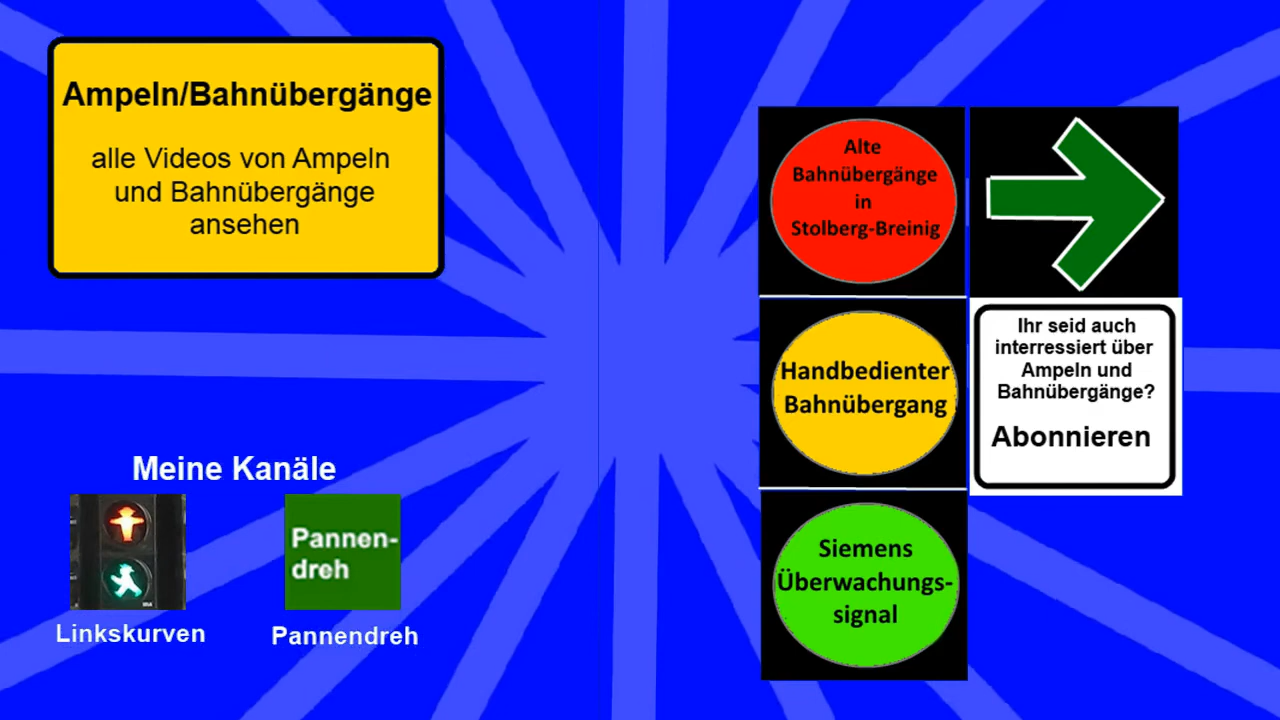 Ampeln/Bahnübergänge
alle Videos von Ampeln
und Bahnübergänge
ansehen
Alte
Bahnübergänge
in
Stolberg-Breinig
Handbedienter
Bahnübergang
Siemens
Überwachungs-
signal
Ihr seid auch
interressiert über
Ampeln und
Bahnübergänge?
Abonnieren
Meine Kanäle
Pannen-
dreh
Linkskurven
Pannendreh